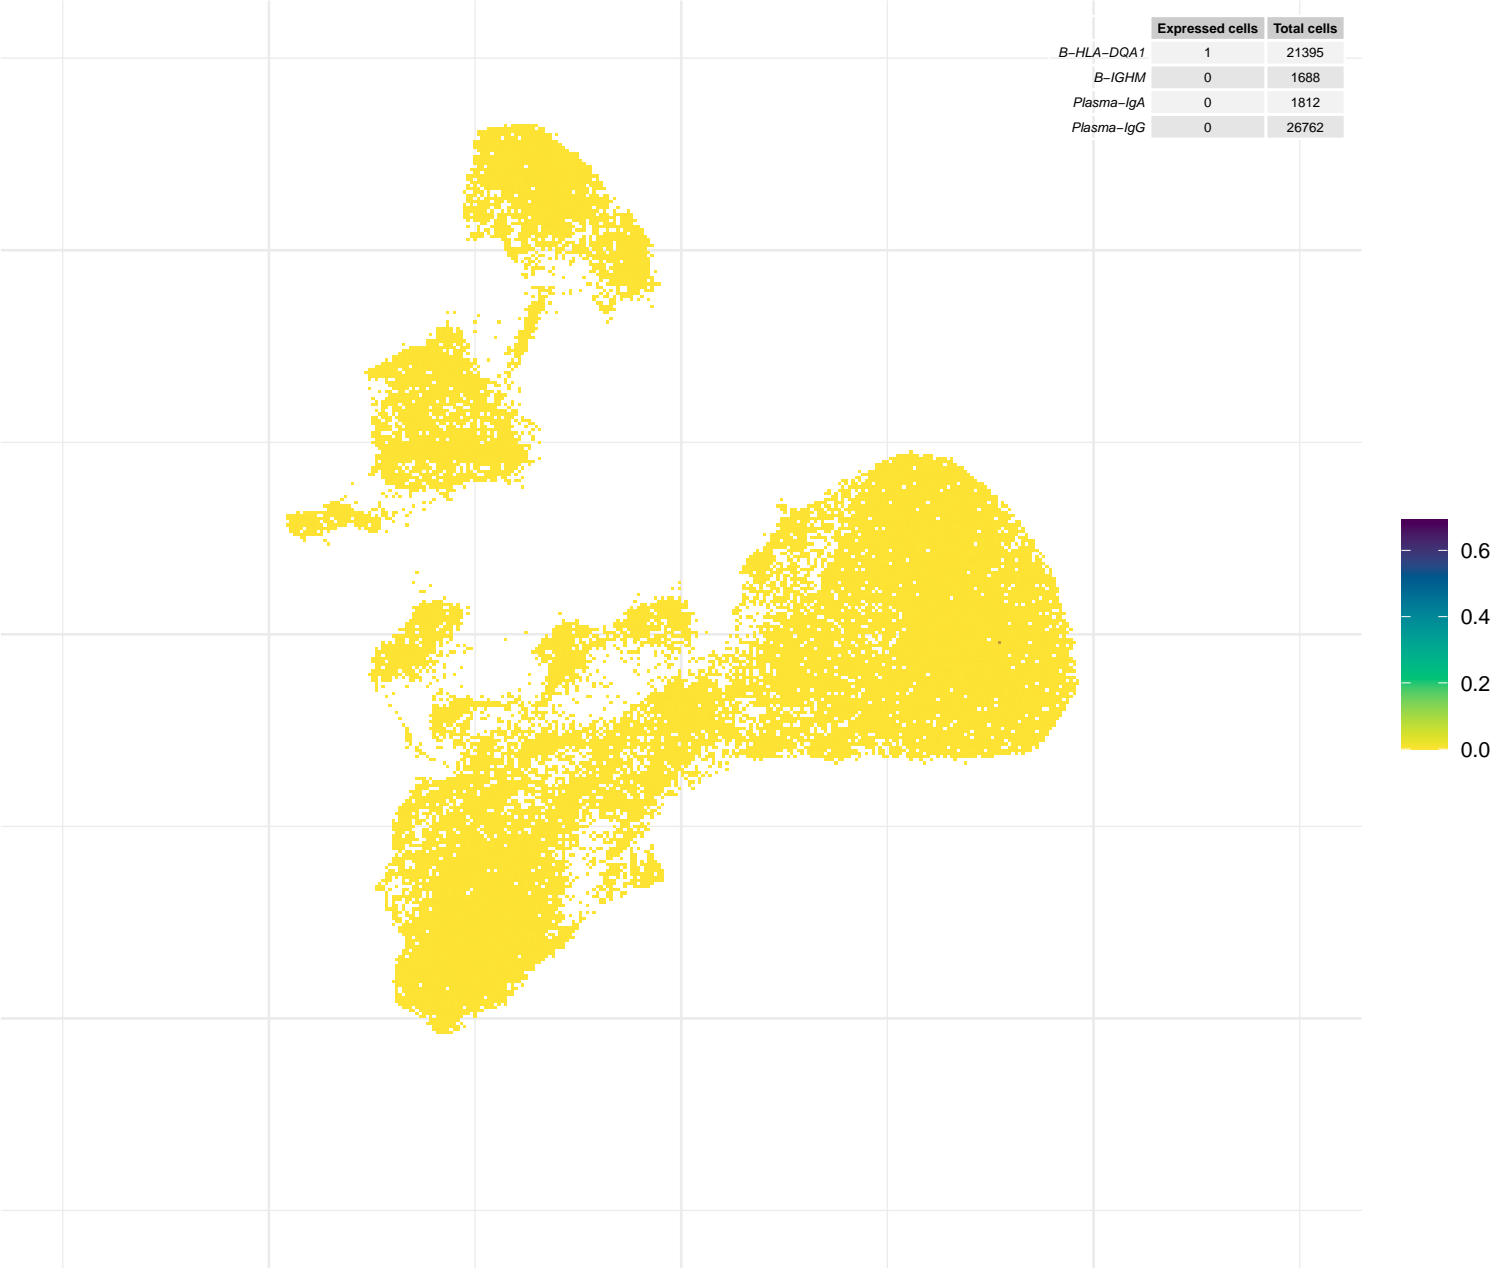 Expressed cells Total cells
B−HLA−DQA1 1 21395
B−IGHM 0 1688
Plasma−IgA 0 1812
Plasma−IgG 0 26762
0.6
0.4
0.2
0.0